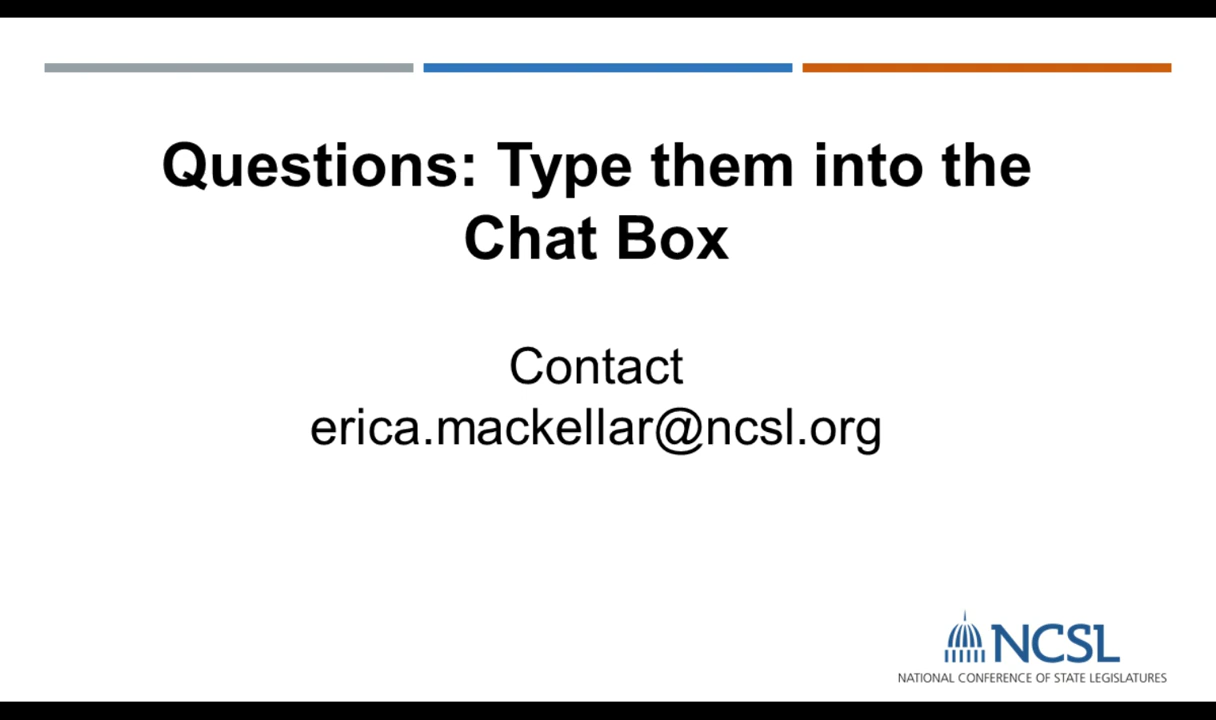 Questions: Type them into the
Chat Box
Contact
erica.mackellar@ncsl.org
NCSL
NATIONAL CONFERENCE OF STATE LEGISLATURES